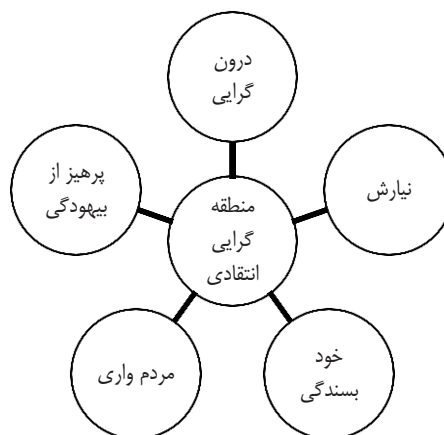 درون
گرایی
نیارش
پرهیز از
بیهودگی
منطقه
گرایی
انتقادی
خود
بسندگی
مردم واری